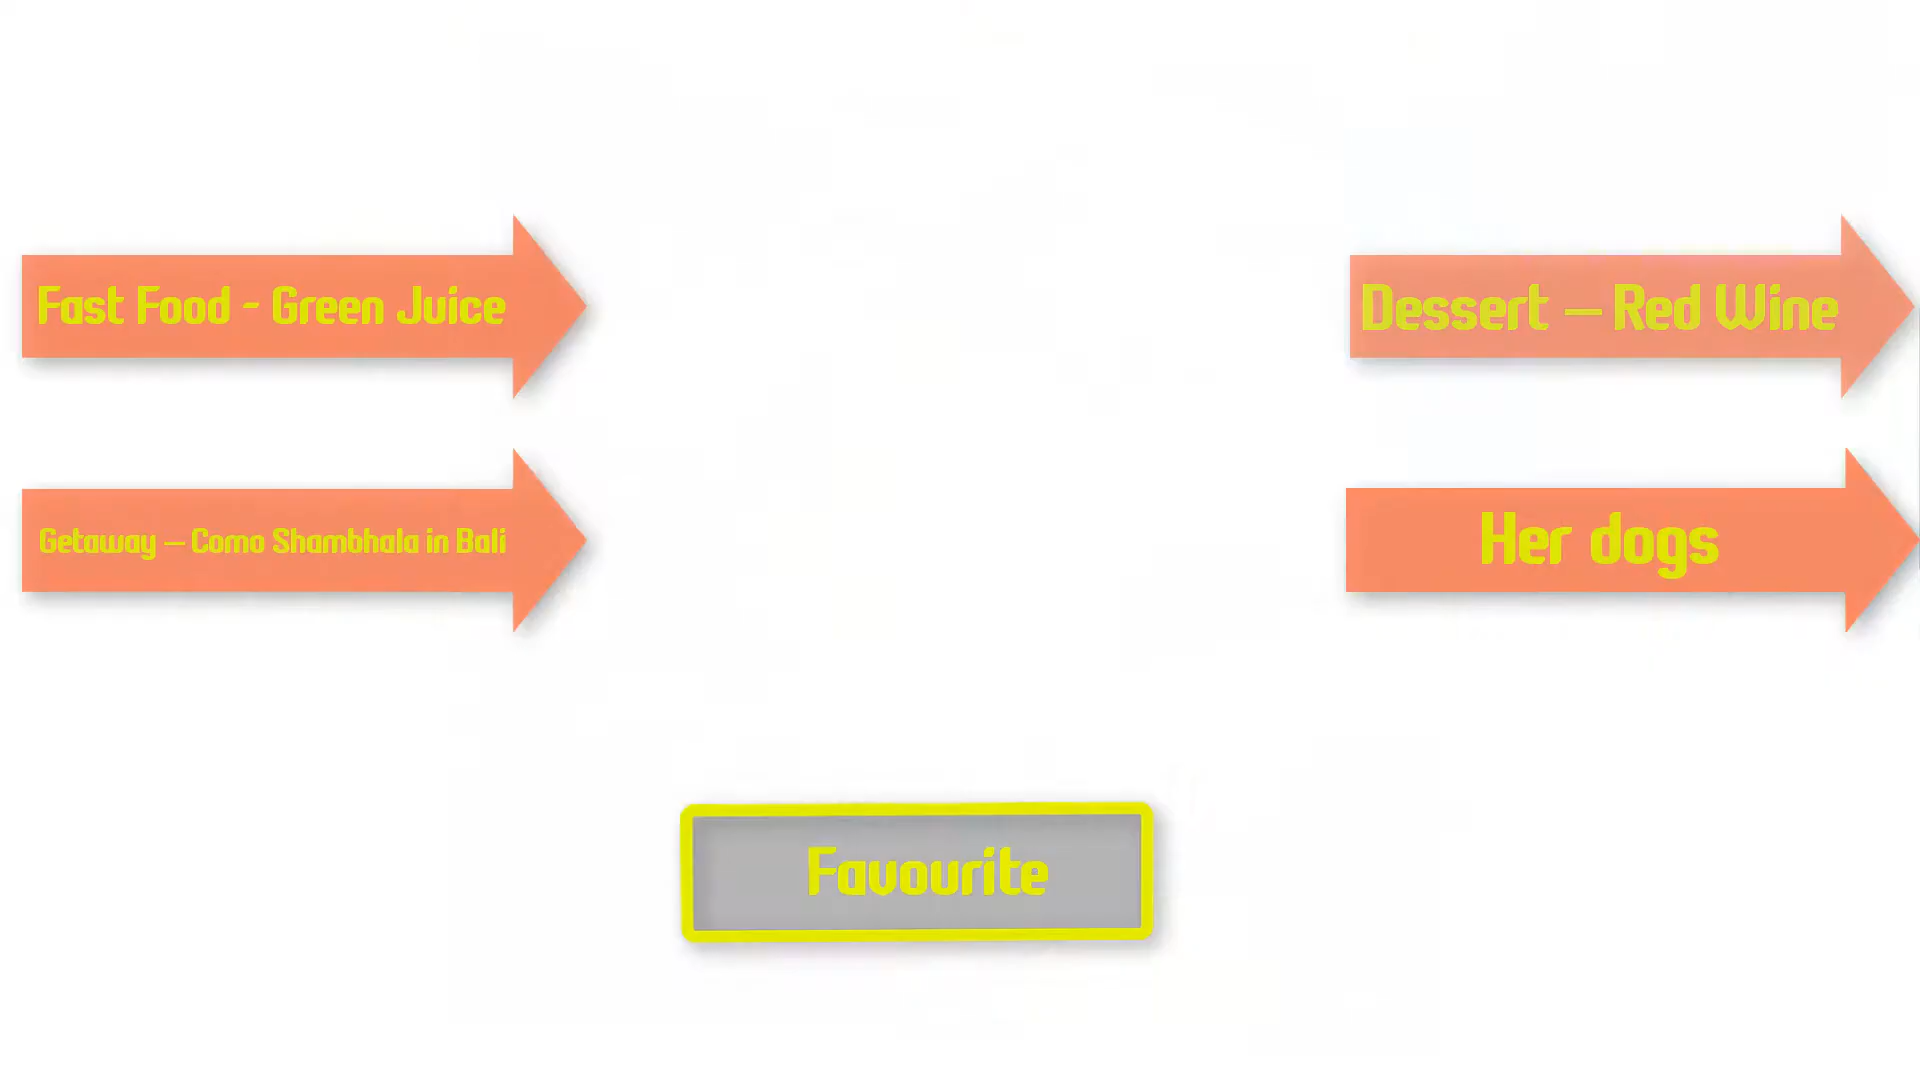 Fast Food - Green Juice
Dessert – Red Wine
Getaway – Como Shambhala in Bali
Her dogs
Favourite